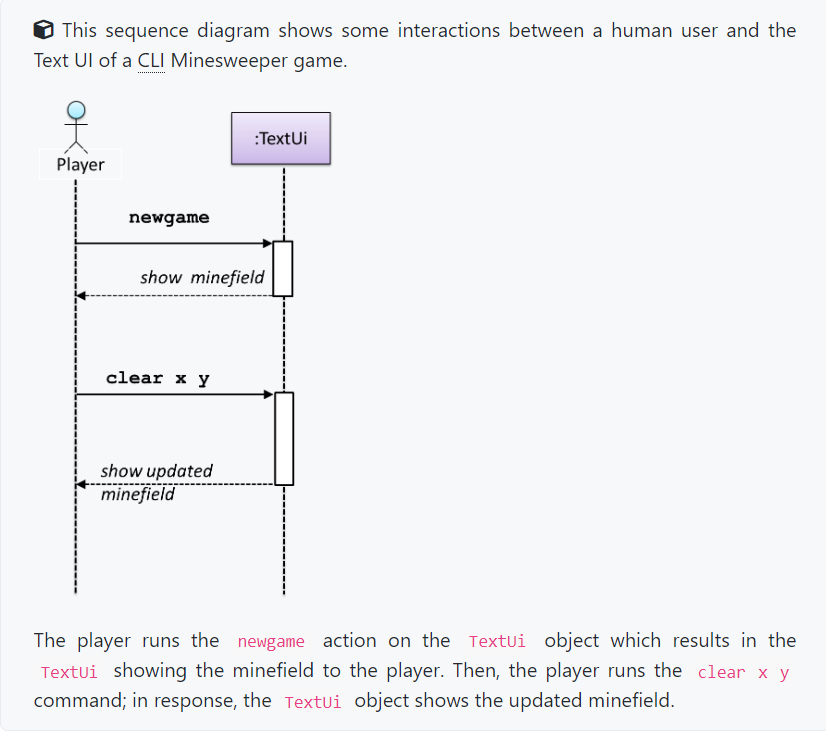 This sequence diagram shows some interactions between a human user and the
Text UI of a CLI Minesweeper game.
:TextUi
Player
newgame
show minefield
clear x y
show updated
minefield
The player runs the newgame action on the TextUi object which results in the
TextUi showing the minefield to the player. Then, the player runs the clear x y
command; in response, the TextUi object shows the updated minefield.